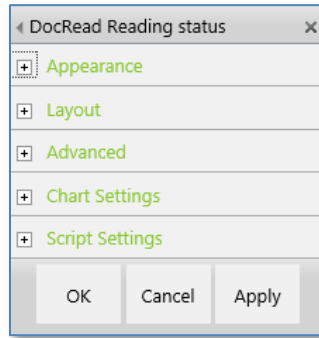 DocRead Reading status
Appearance
Layout
Advanced
Chart Settings
Script Settings
OK Cancel Apply